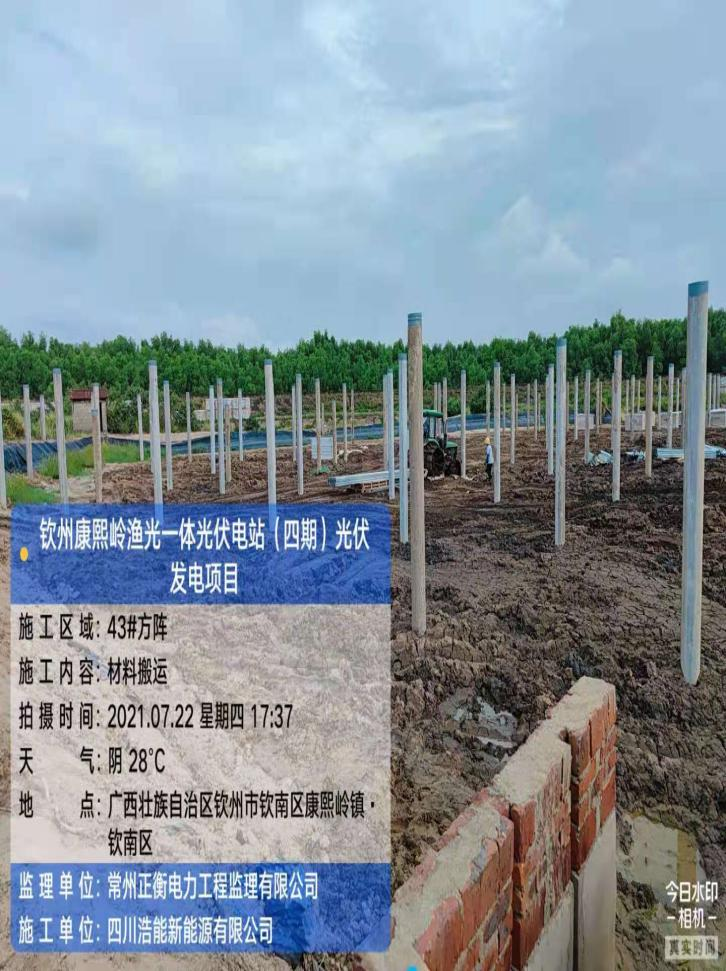 钦州康熙岭渔光一体光伏电站（四期）光伏
发电项目
施工区域：43#方阵
施工内容：材料搬运
拍摄时间：2021.07.22 星期四 17:37
天气：阴 28°C
地点：广西壮族自治区钦州市钦南区康熙岭镇·
钦南区
监理单位：常州正衡电力工程监理有限公司
施工单位：四川浩能新能源有限公司
今日水印
-相机-
真实时间